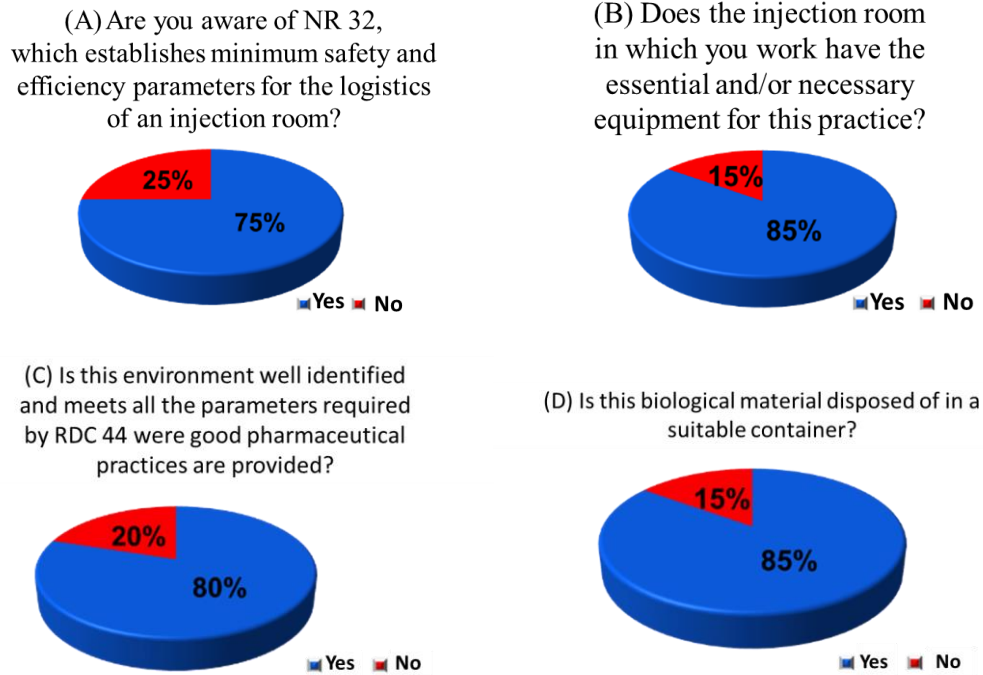 (A) Are you aware of NR 32,
which establishes minimum safety and
efficiency parameters for the logistics
of an injection room?
25%
75%
Yes No
(B) Does the injection room
in which you work have the
essential and/or necessary
equipment for this practice?
15%
85%
Yes No
(C) Is this environment well identified
and meets all the parameters required
by RDC 44 were good pharmaceutical
practices are provided?
20%
80%
Yes No
(D) Is this biological material disposed of in a
suitable container?
15%
85%
Yes No